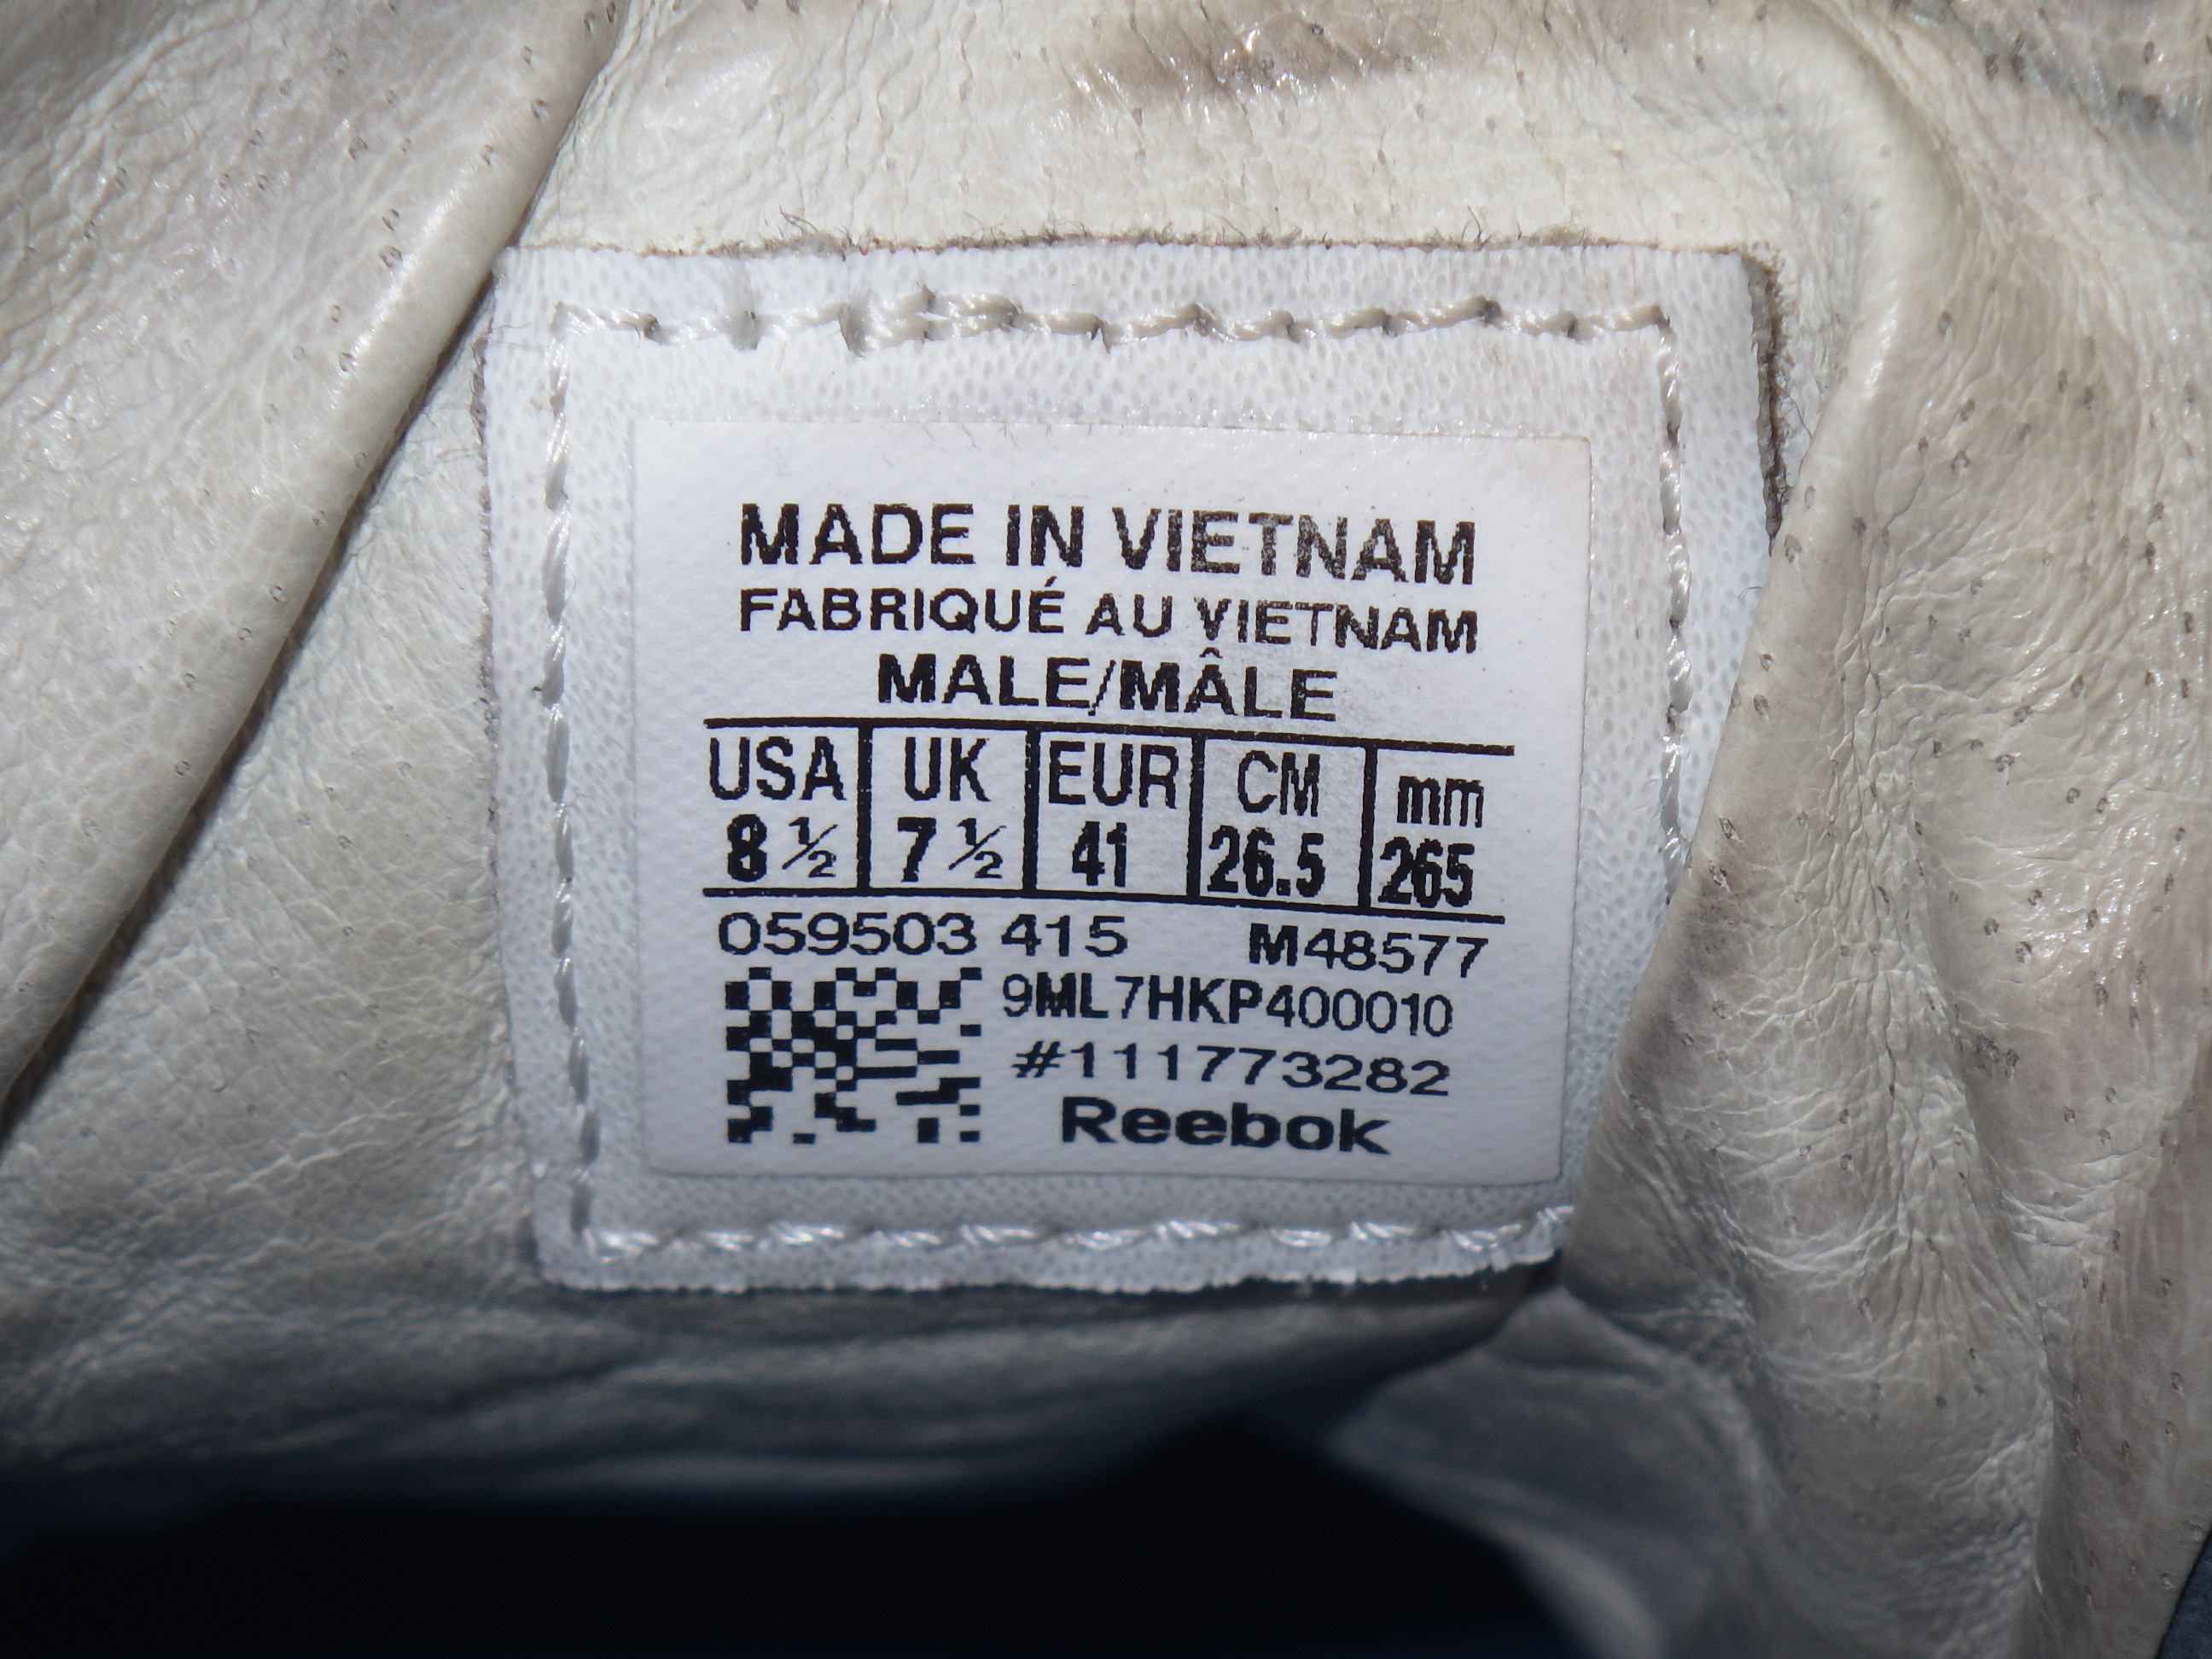 MADE IN VIETNAM
FABRIQUÉ AU VIETNAM
MALE/MÂLE
USA UK EUR CM mm
8 ½ 7 ½ 41 26.5 265
059503 415 M48577
9ML7HKP400010
#111773282
Reebok